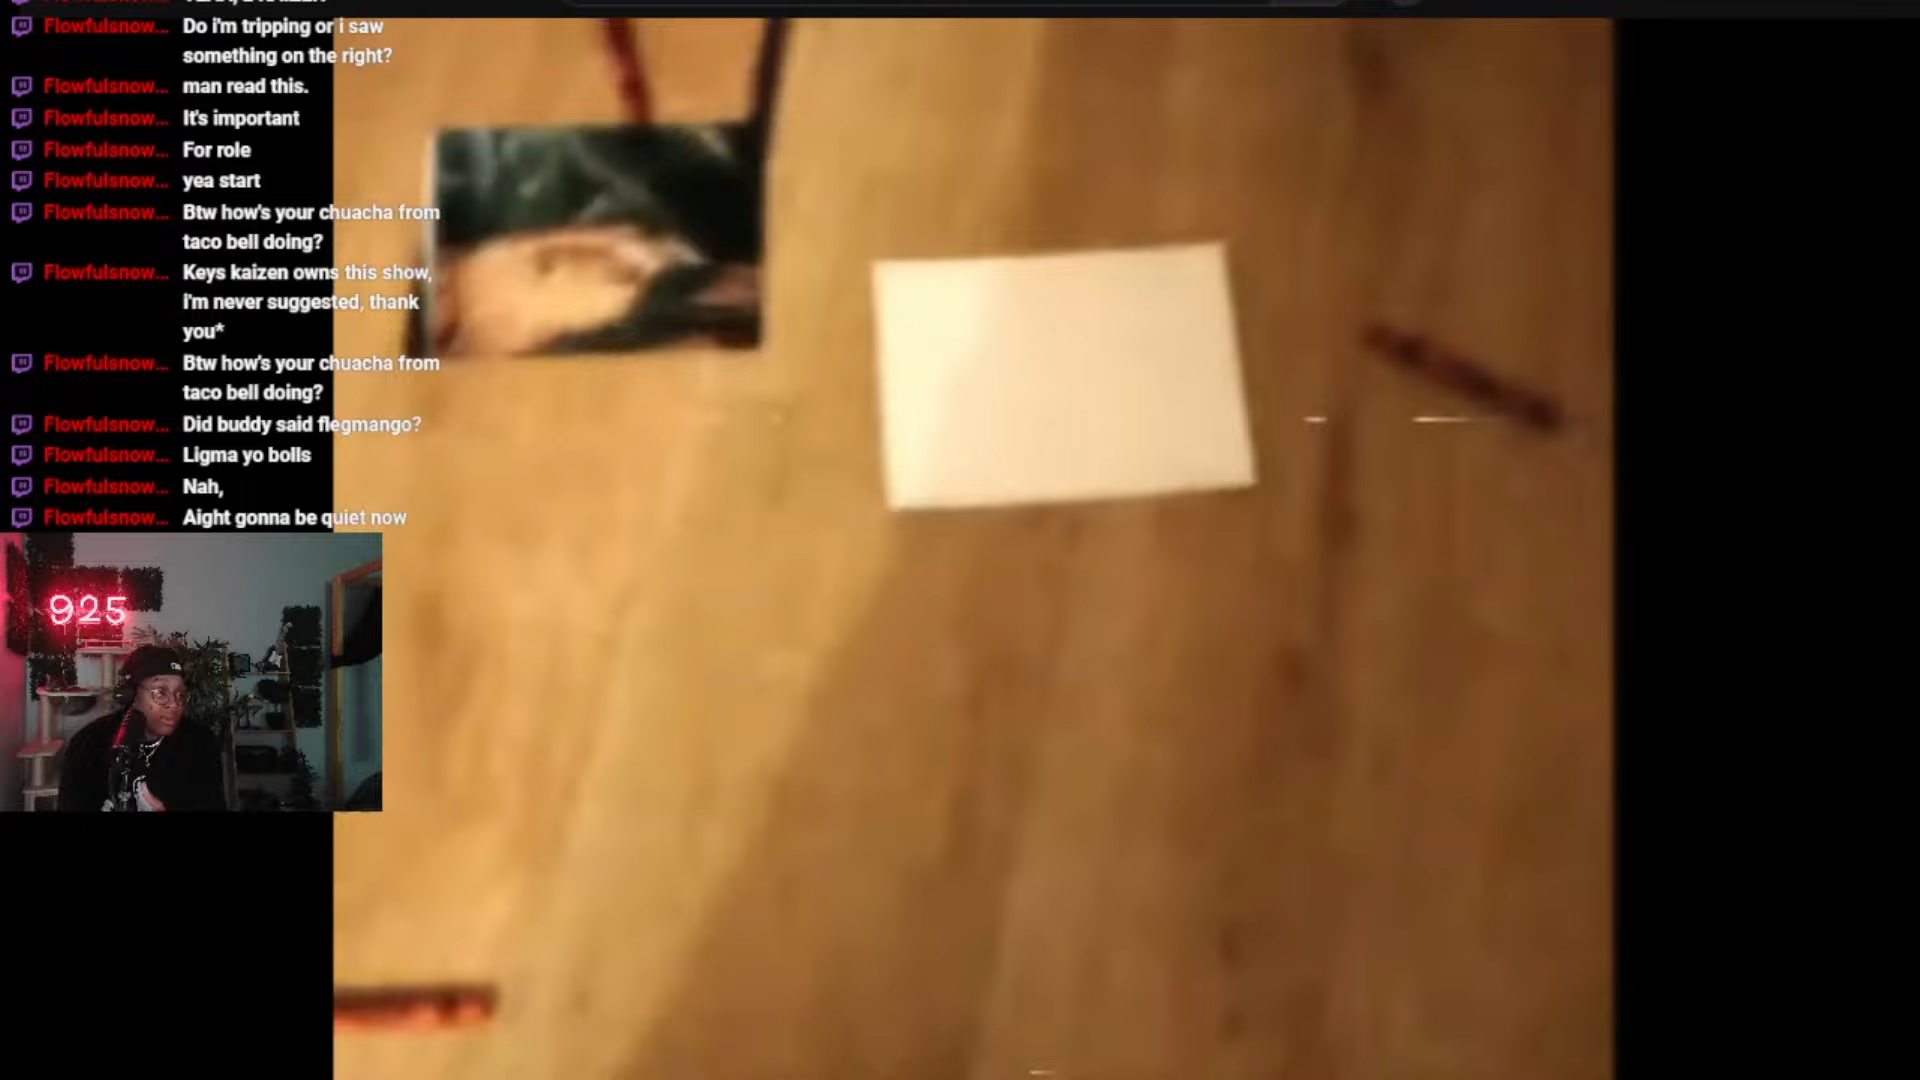 Flowfulsnow... Do i'm tripping or i saw
something on the right?
Flowfulsnow... man read this.
Flowfulsnow... It's important
Flowfulsnow... For role
Flowfulsnow... yea start
Flowfulsnow... Btw how's your chuacha from
taco bell doing?
Flowfulsnow... Keys kaizen owns this show,
i'm never suggested, thank
you*
Flowfulsnow... Btw how's your chuacha from
taco bell doing?
Flowfulsnow... Did buddy said flegmango?
Flowfulsnow... Ligma yo bolls
Flowfulsnow... Nah,
Flowfulsnow... Aight gonna be quiet now
925